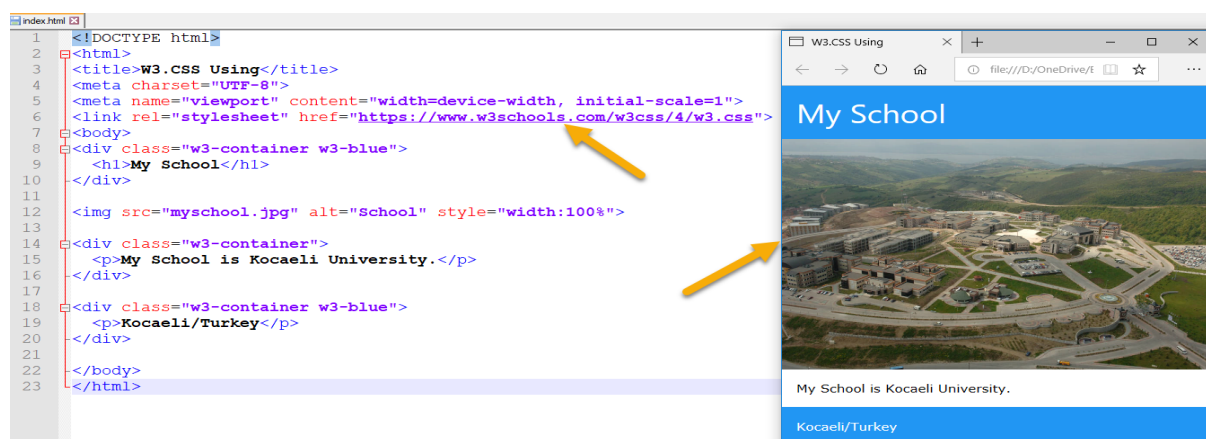 index.html
1 <!DOCTYPE html>
2 <html>
3 <title>W3.CSS Using</title>
4 <meta charset="UTF-8">
5 <meta name="viewport" content="width=device-width, initial-scale=1">
6 <link rel="stylesheet" href="https://www.w3schools.com/w3css/4/w3.css">
7 <body>
8 <div class="w3-container w3-blue">
9 <h1>My School</h1>
10 </div>
11
12 <img src="myschool.jpg" alt="School" style="width:100%">
13
14 <div class="w3-container">
15 <p>My School is Kocaeli University.</p>
16 </div>
17
18 <div class="w3-container w3-blue">
19 <p>Kocaeli/Turkey</p>
20 </div>
21
22 </body>
23 </html>
W3.CSS Using
file:///D:/OneDrive/E
My School
My School is Kocaeli University.
Kocaeli/Turkey